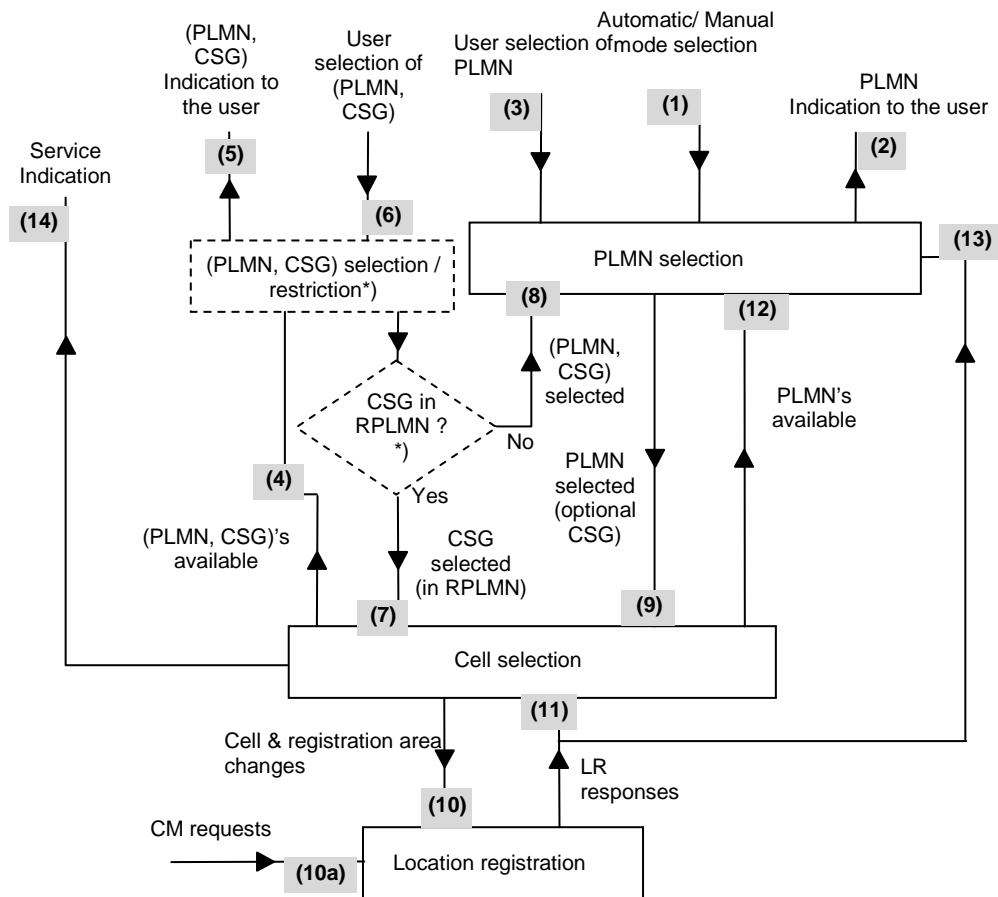 Automatic/ Manual
mode selection
(PLMN,
CSG)
Indication to
the user
User
selection of
(PLMN,
CSG)
User selection of
PLMN
PLMN
Indication to the user
(3)
(1)
(2)
(5)
Service
Indication
(14)
(6)
(13)
(PLMN, CSG) selection /
restriction*)
PLMN selection
(8)
(12)
(PLMN,
CSG)
selected
CSG in
RPLMN ?
*)
No
PLMN's
available
(4)
Yes
PLMN
selected
(optional
CSG)
(PLMN, CSG)'s
available
CSG
selected
(in RPLMN)
(7)
(9)
Cell selection
(11)
Cell & registration area
changes
LR
responses
(10)
CM requests
(10a)
Location registration